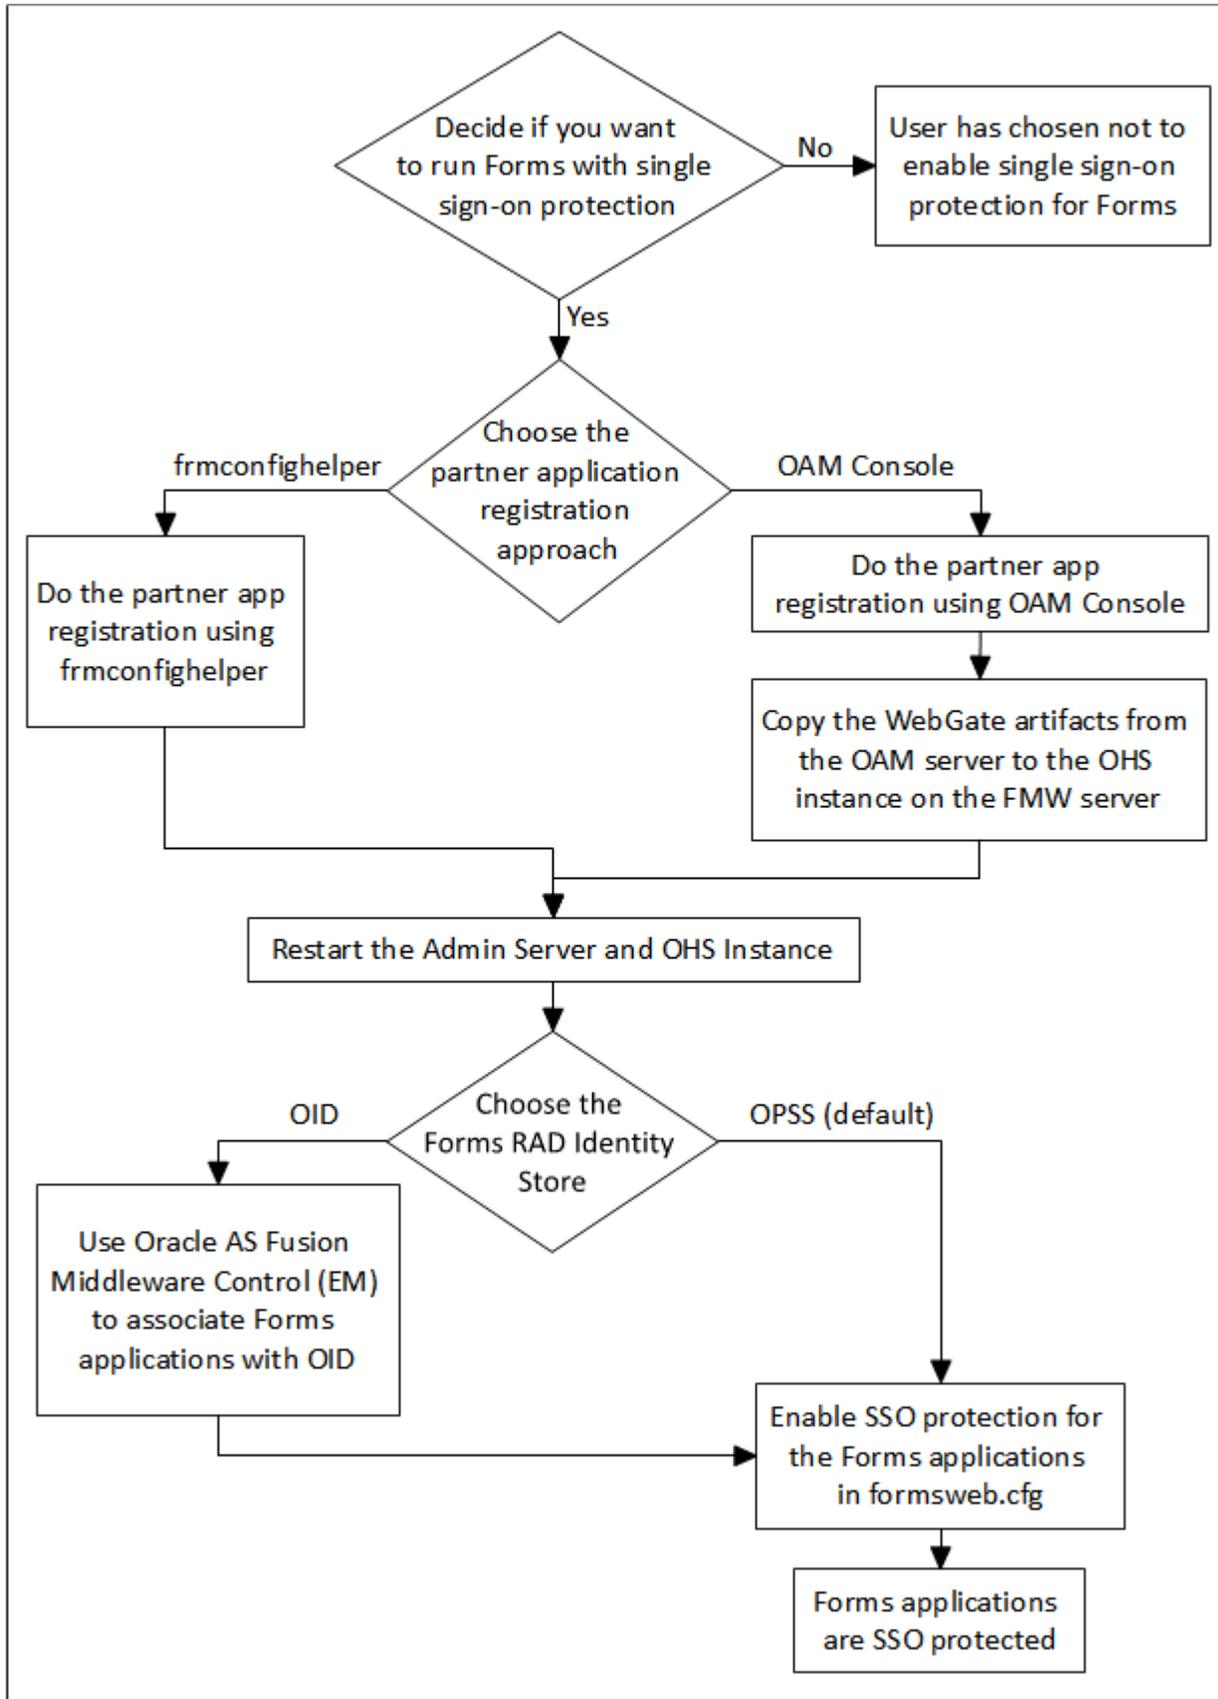 Decide if you want
to run Forms with single
sign-on protection
No
User has chosen not to
enable single sign-on
protection for Forms
Yes
Choose the
partner application
registration
approach
frmconfighelper
OAM Console
Do the partner app
registration using
frmconfighelper
Do the partner app
registration using OAM Console
Copy the WebGate artifacts from
the OAM server to the OHS
instance on the FMW server
Restart the Admin Server and OHS Instance
Choose the
Forms RAD Identity
Store
OID
OPSS (default)
Use Oracle AS Fusion
Middleware Control (EM)
to associate Forms
applications with OID
Enable SSO protection for
the Forms applications
in formsweb.cfg
Forms applications
are SSO protected